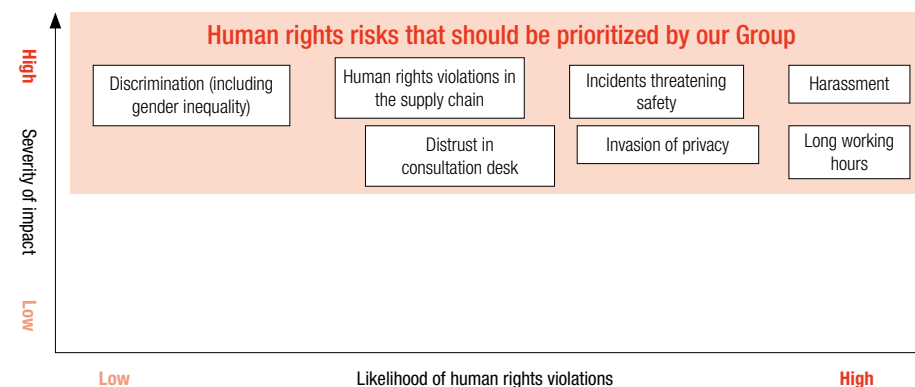 Human rights risks that should be prioritized by our Group
High
Severity of impact
Low
Discrimination (including
gender inequality)
Human rights violations in
the supply chain
Incidents threatening
safety
Harassment
Distrust in
consultation desk
Invasion of privacy
Long working
hours
Low
Likelihood of human rights violations
High